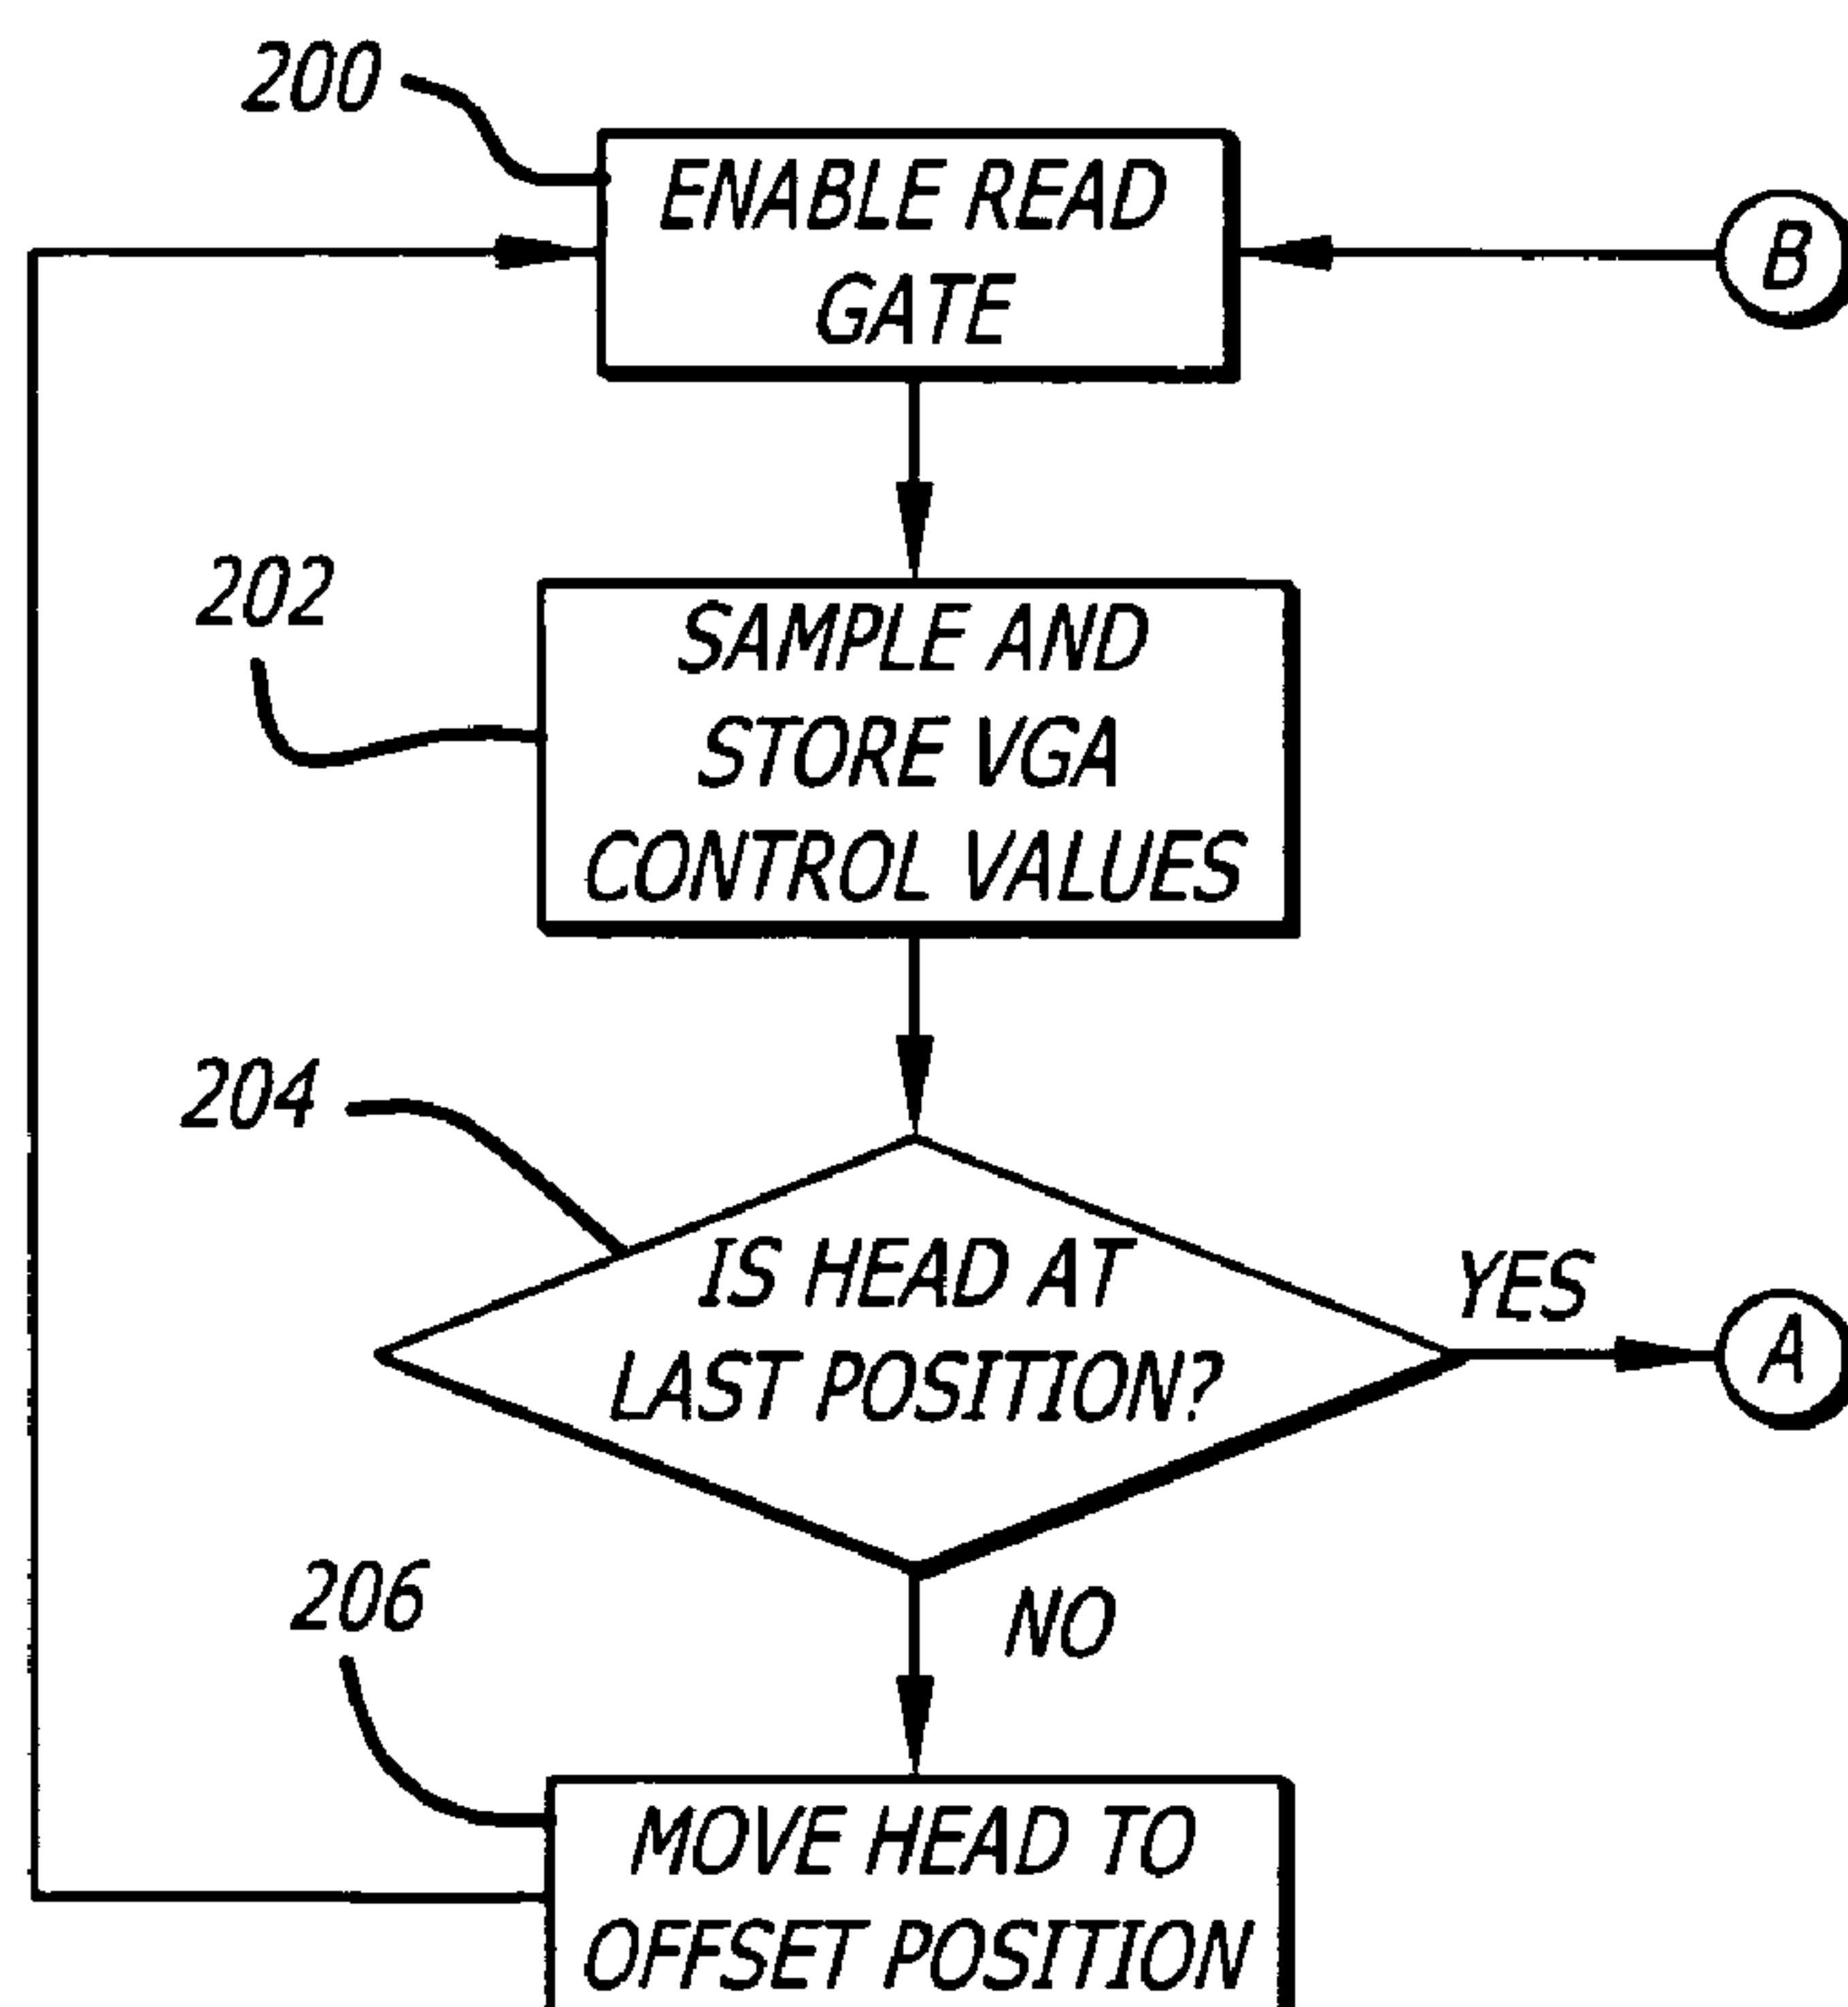 200
ENABLE READ
GATE
B
202
SAMPLE AND
STORE VGA
CONTROL VALUES
204
IS HEAD AT
LAST POSITION?
YES
A
NO
206
MOVE HEAD TO
OFFSET POSITION